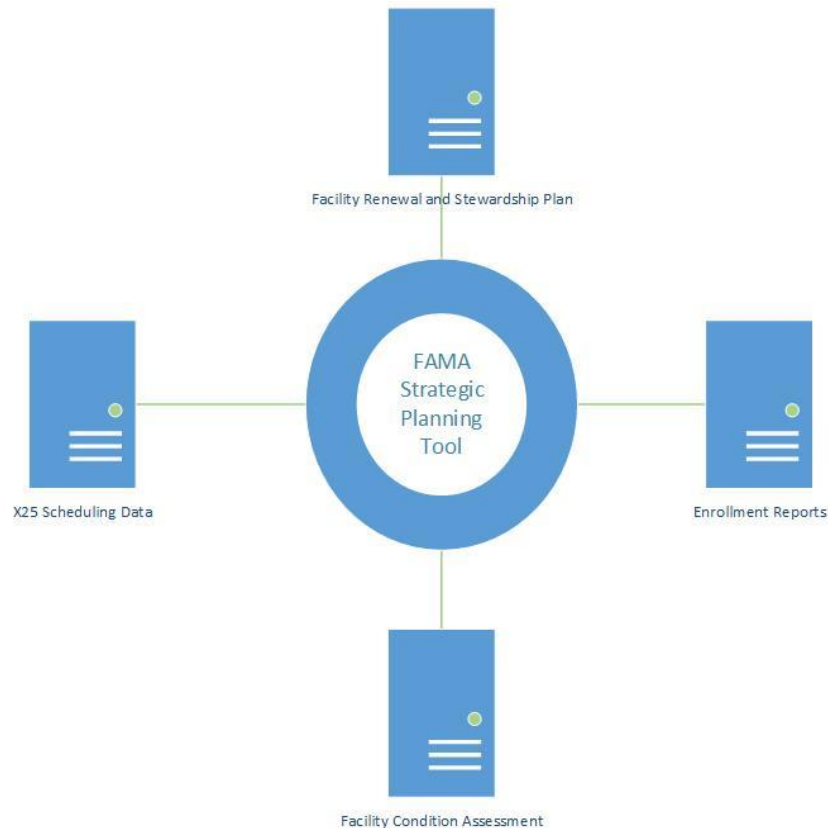 Facility Renewal and Stewardship Plan
FAMA
Strategic
Planning
Tool
X25 Scheduling Data
Enrollment Reports
Facility Condition Assessment